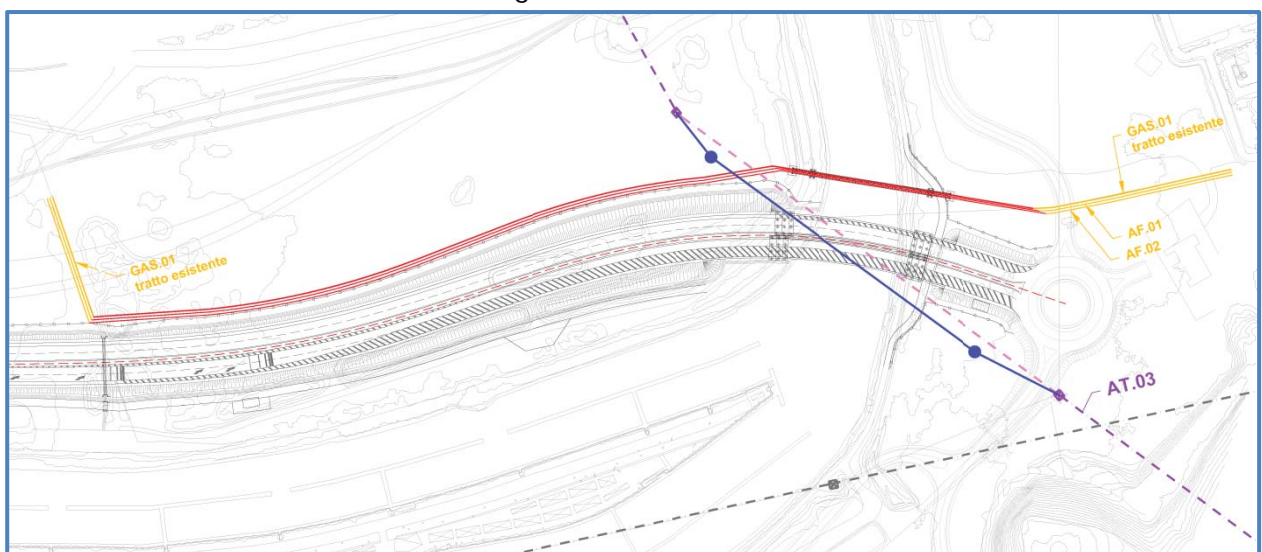 g
GAS.01
tratto esistente
AF.01
AF.02
GAS.01
tratto esistente
AT.03